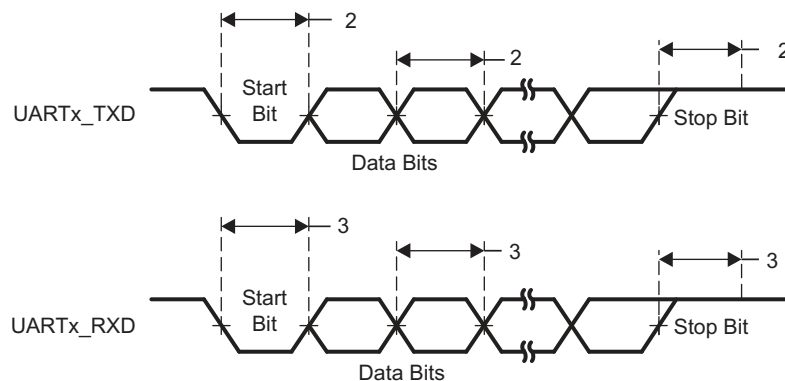 2
2
2
Start
Bit
UARTx_TXD
Stop Bit
Data Bits
3
3
3
Start
Bit
UARTx_RXD
Stop Bit
Data Bits